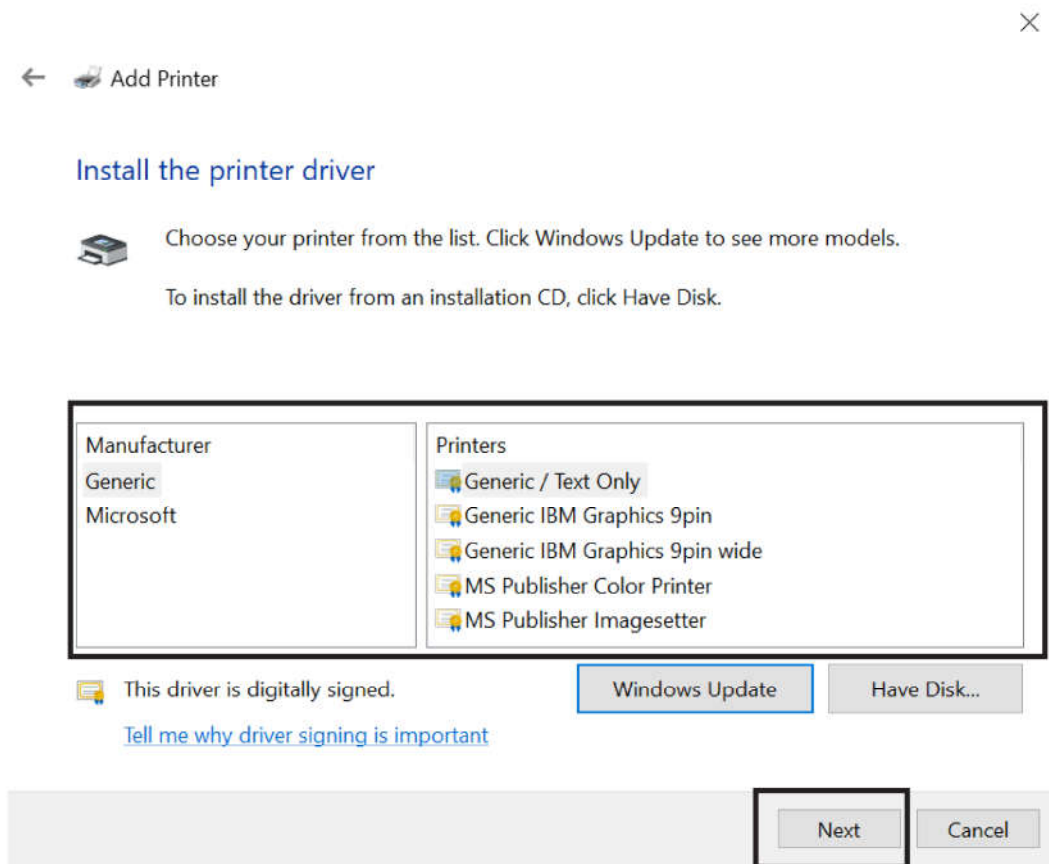 Add Printer
Install the printer driver
Choose your printer from the list. Click Windows Update to see more models.
To install the driver from an installation CD, click Have Disk.
Manufacturer
Generic
Microsoft
Printers
Generic / Text Only
Generic IBM Graphics 9pin
Generic IBM Graphics 9pin wide
MS Publisher Color Printer
MS Publisher Imagesetter
This driver is digitally signed.
Tell me why driver signing is important
Windows Update
Have Disk...
Next
Cancel